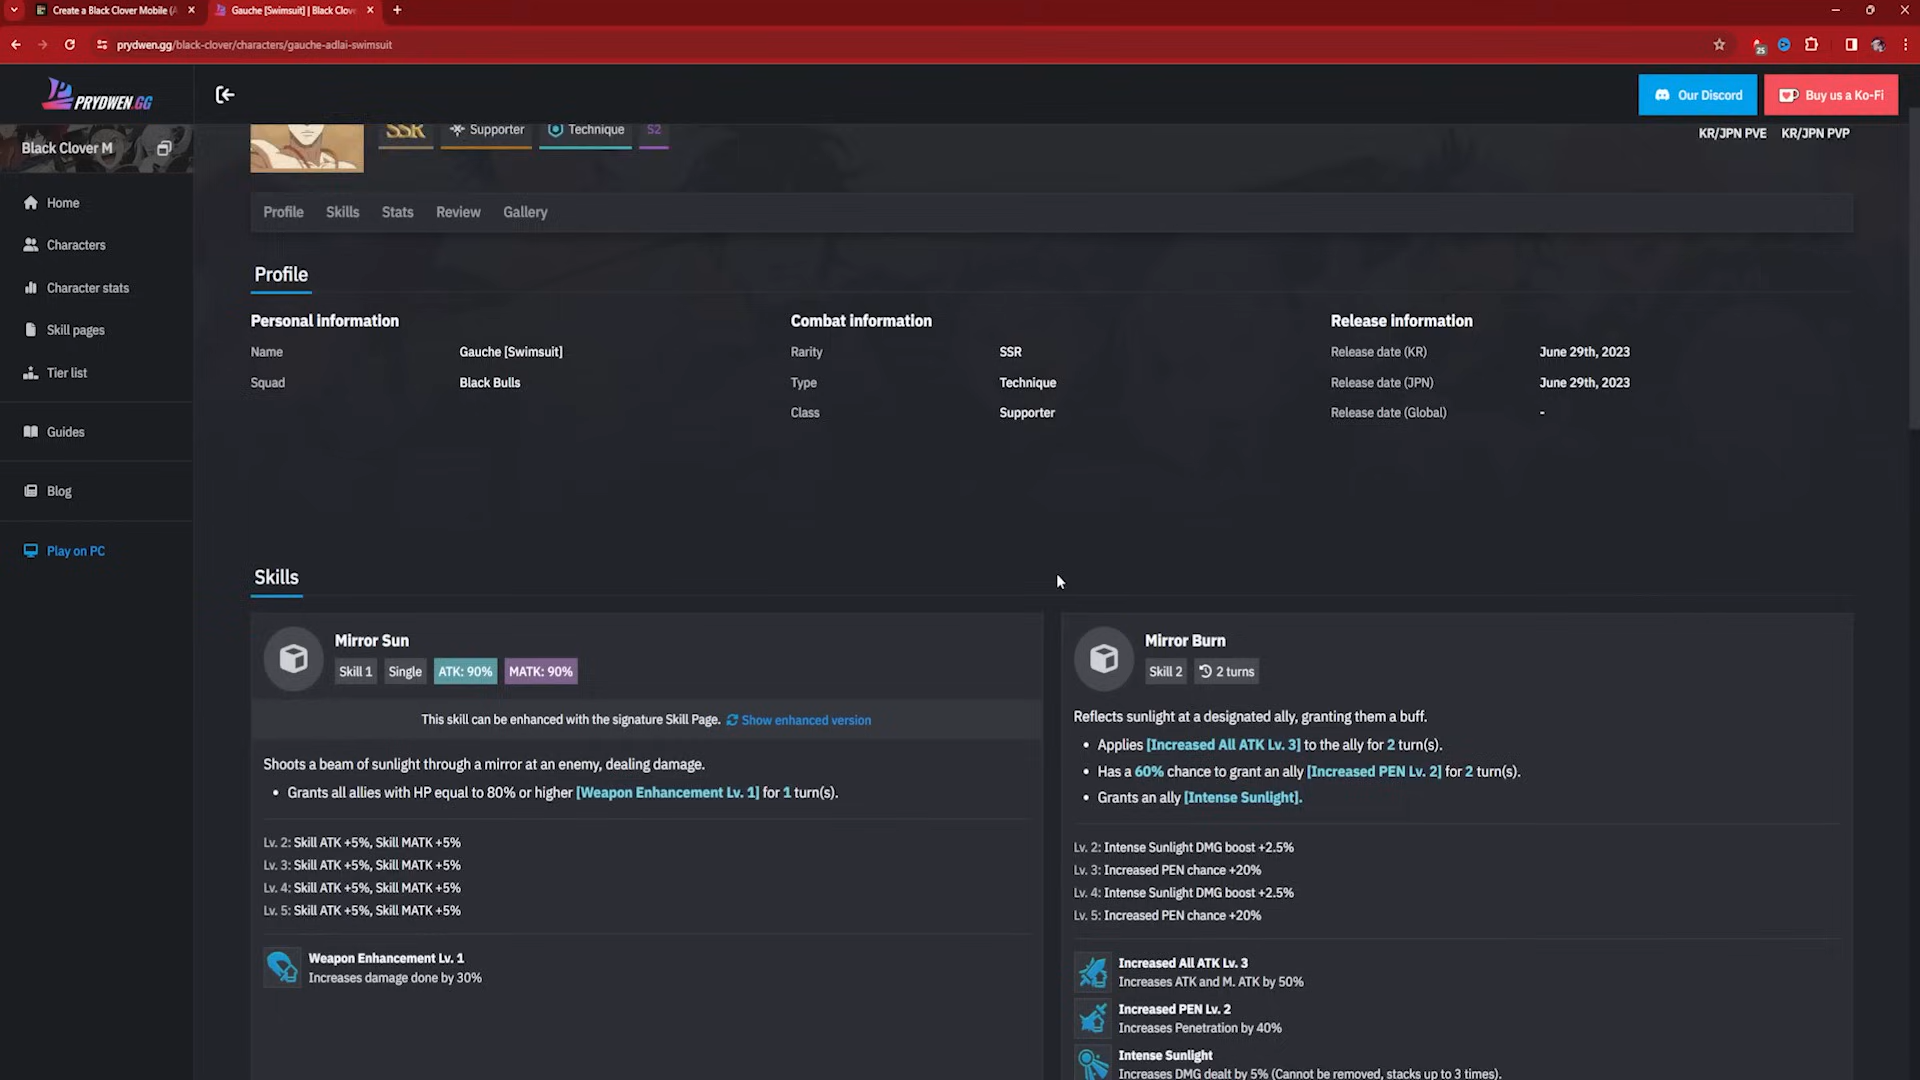 Create a Black Clover Mobile (A
Gauche [Swimsuit] | Black Clov
prydwen.gg/black-clover/characters/gauche-adlai-swimsuit
25
PRYDWEN.GG
Our Discord
Buy us a Ko-Fi
Black Clover M
SSR
Supporter
Technique
S2
KR/JPN PVE
KR/JPN PVP
Home
Characters
Character stats
Skill pages
Tier list
Guides
Blog
Play on PC
Profile
Skills
Stats
Review
Gallery
Profile
Personal information
Name Gauche [Swimsuit]
Squad Black Bulls
Combat information
Rarity SSR
Type Technique
Class Supporter
Release information
Release date (KR) June 29th, 2023
Release date (JPN) June 29th, 2023
Release date (Global) -
Skills
Mirror Sun
Skill 1 Single ATK: 90% MATK: 90%
This skill can be enhanced with the signature Skill Page. Show enhanced version
Shoots a beam of sunlight through a mirror at an enemy, dealing damage.
• Grants all allies with HP equal to 80% or higher [Weapon Enhancement Lv. 1] for 1 turn(s).
Lv. 2: Skill ATK +5%, Skill MATK +5%
Lv. 3: Skill ATK +5%, Skill MATK +5%
Lv. 4: Skill ATK +5%, Skill MATK +5%
Lv. 5: Skill ATK +5%, Skill MATK +5%
Weapon Enhancement Lv. 1
Increases damage done by 30%
Mirror Burn
Skill 2 2 turns
Reflects sunlight at a designated ally, granting them a buff.
• Applies [Increased All ATK Lv. 3] to the ally for 2 turn(s).
• Has a 60% chance to grant an ally [Increased PEN Lv. 2] for 2 turn(s).
• Grants an ally [Intense Sunlight].
Lv. 2: Intense Sunlight DMG boost +2.5%
Lv. 3: Increased PEN chance +20%
Lv. 4: Intense Sunlight DMG boost +2.5%
Lv. 5: Increased PEN chance +20%
Increased All ATK Lv. 3
Increases ATK and M. ATK by 50%
Increased PEN Lv. 2
Increases Penetration by 40%
Intense Sunlight
Increases DMG dealt by 5% (Cannot be removed, stacks up to 3 times).